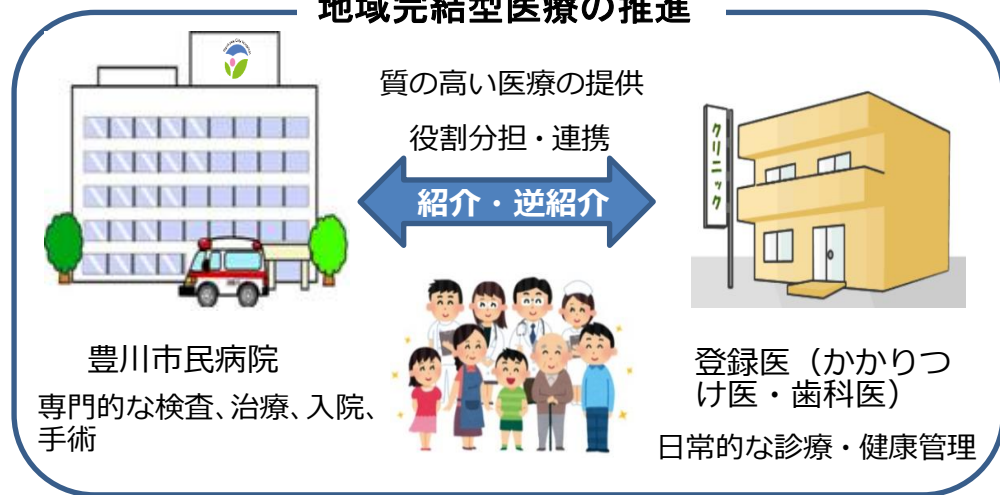 地域完結型医療の推進
質の高い医療の提供
役割分担・連携
紹介・逆紹介
クリニック
豊川市民病院
専門的な検査、治療、入院、
手術
登録医（かかりつ
け医・歯科医）
日常的な診療・健康管理